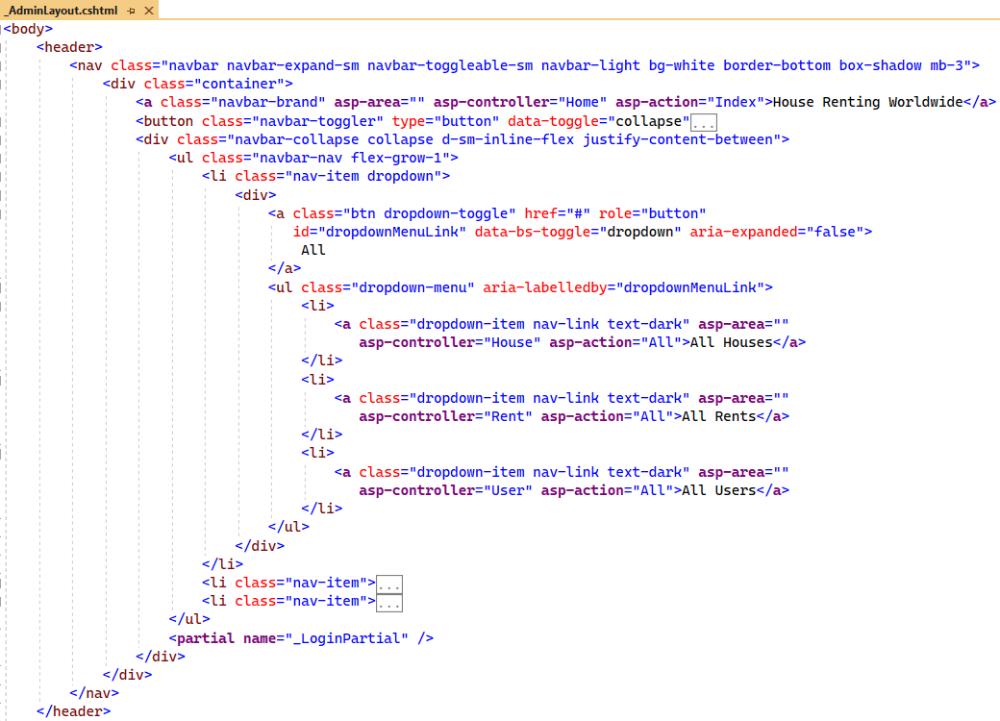 _AdminLayout.cshtml
<body>
<header>
<nav class="navbar navbar-expand-sm navbar-toggleable-sm navbar-light bg-white border-bottom box-shadow mb-3">
<div class="container">
<a class="navbar-brand" asp-area="" asp-controller="Home" asp-action="Index">House Renting Worldwide</a>
<button class="navbar-toggler" type="button" data-toggle="collapse"...
<div class="navbar-collapse collapse d-sm-inline-flex justify-content-between">
<ul class="navbar-nav flex-grow-1">
<li class="nav-item dropdown">
<div>
<a class="btn dropdown-toggle" href="#" role="button"
id="dropdownMenuLink" data-bs-toggle="dropdown" aria-expanded="false">
All
</a>
<ul class="dropdown-menu" aria-labelledby="dropdownMenuLink">
<li>
<a class="dropdown-item nav-link text-dark" asp-area=""
asp-controller="House" asp-action="All">All Houses</a>
</li>
<li>
<a class="dropdown-item nav-link text-dark" asp-area=""
asp-controller="Rent" asp-action="All">All Rents</a>
</li>
<li>
<a class="dropdown-item nav-link text-dark" asp-area=""
asp-controller="User" asp-action="All">All Users</a>
</li>
</ul>
</div>
</li>
<li class="nav-item">...
<li class="nav-item">...
</ul>
<partial name="_LoginPartial" />
</div>
</div>
</nav>
</header>